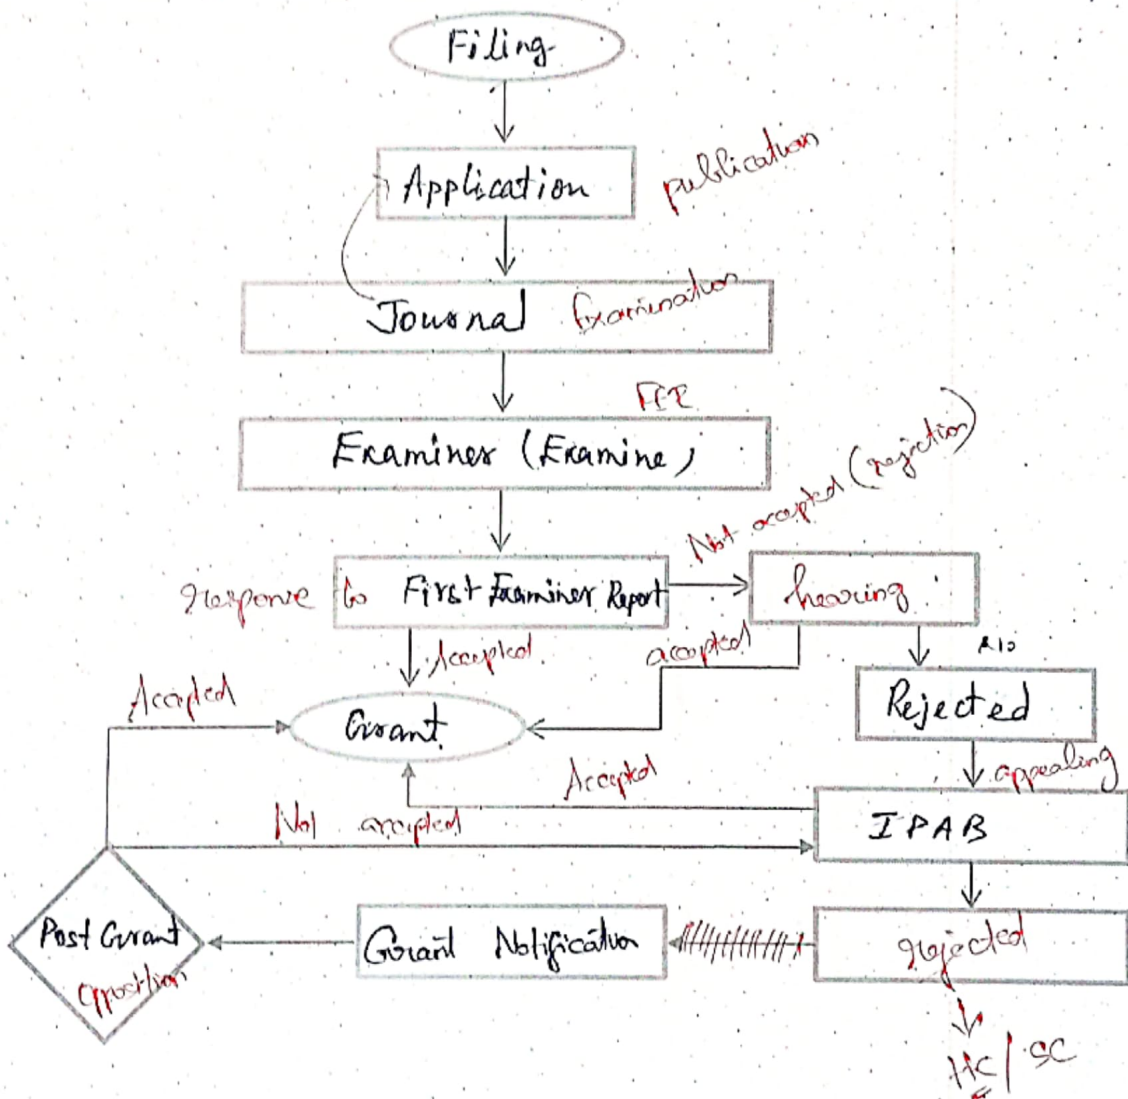 Filing
Application
publication
Journal Examination
FER
Examiner (Examine)
Not accepted (rejection)
response to First Examiner Report
hearing
Accepted
accepted
Accepted
Rejected
Grant
appealing
Accepted
IPAB
Not accepted
Post Grant
opposition
Grant Notification
rejected
HC / SC